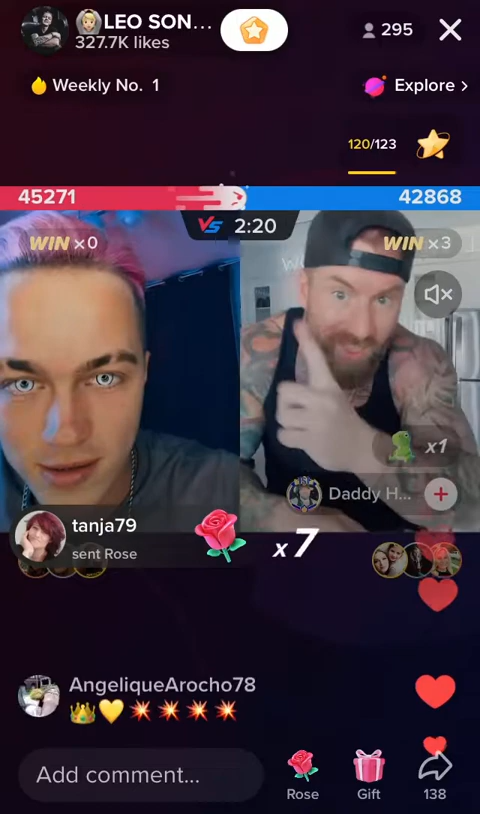 LEO SON...
327.7K likes
295
Weekly No. 1
Explore >
120/123
45271
42868
VS 2:20
WIN x0
WIN x3
x1
Daddy H...
tanja79
sent Rose
x7
AngeliqueArocho78
Add comment...
Rose
Gift
138